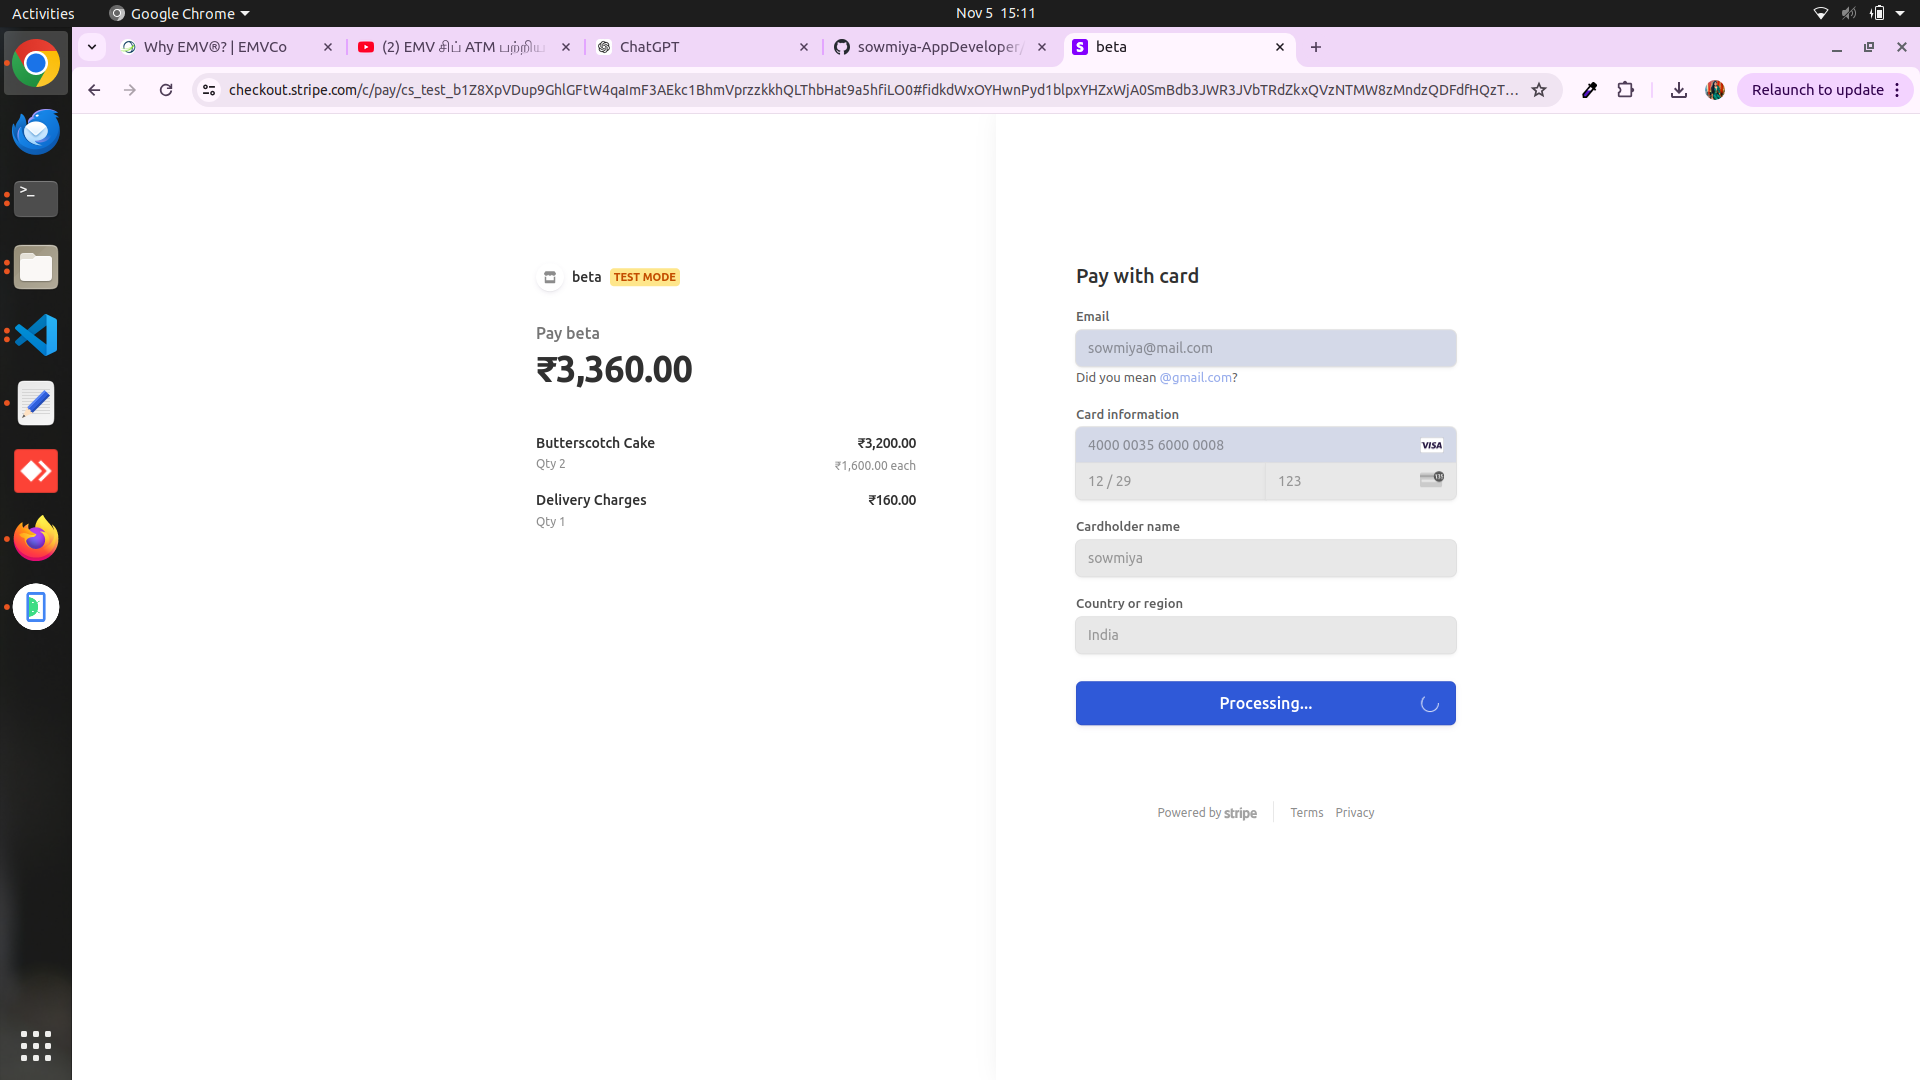 Activities
Google Chrome
Nov 5 15:11
Why EMV®? | EMVCo
(2) EMV சிப் ATM பற்றிய
ChatGPT
sowmiya-AppDeveloper/
beta
checkout.stripe.com/c/pay/cs_test_b1Z8XpVDup9GhlGFtW4qaImF3AEkc1BhmVprzzkkhQLThbHat9a5hfiLO0#fidkdWxOYHwnPyd1blpxYHZxWjA0SmBdb3JWR3JVbTRdZkxQVzNTMW8zMndzQDFdfHQzT...
Relaunch to update
beta
TEST MODE
Pay beta
₹3,360.00
Butterscotch Cake
₹3,200.00
Qty 2
₹1,600.00 each
Delivery Charges
₹160.00
Qty 1
Pay with card
Email
sowmiya@mail.com
Did you mean @gmail.com?
Card information
4000 0035 6000 0008
VISA
12 / 29
123
Cardholder name
sowmiya
Country or region
India
Processing...
Powered by stripe
Terms
Privacy